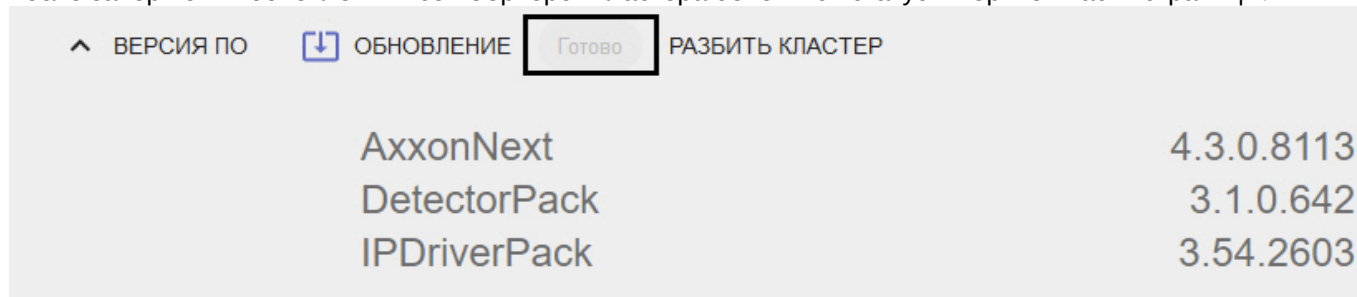 ВЕРСИЯ ПО ОБНОВЛЕНИЕ Готово РАЗБИТЬ КЛАСТЕР
AxxonNext 4.3.0.8113
DetectorPack 3.1.0.642
IPDriverPack 3.54.2603